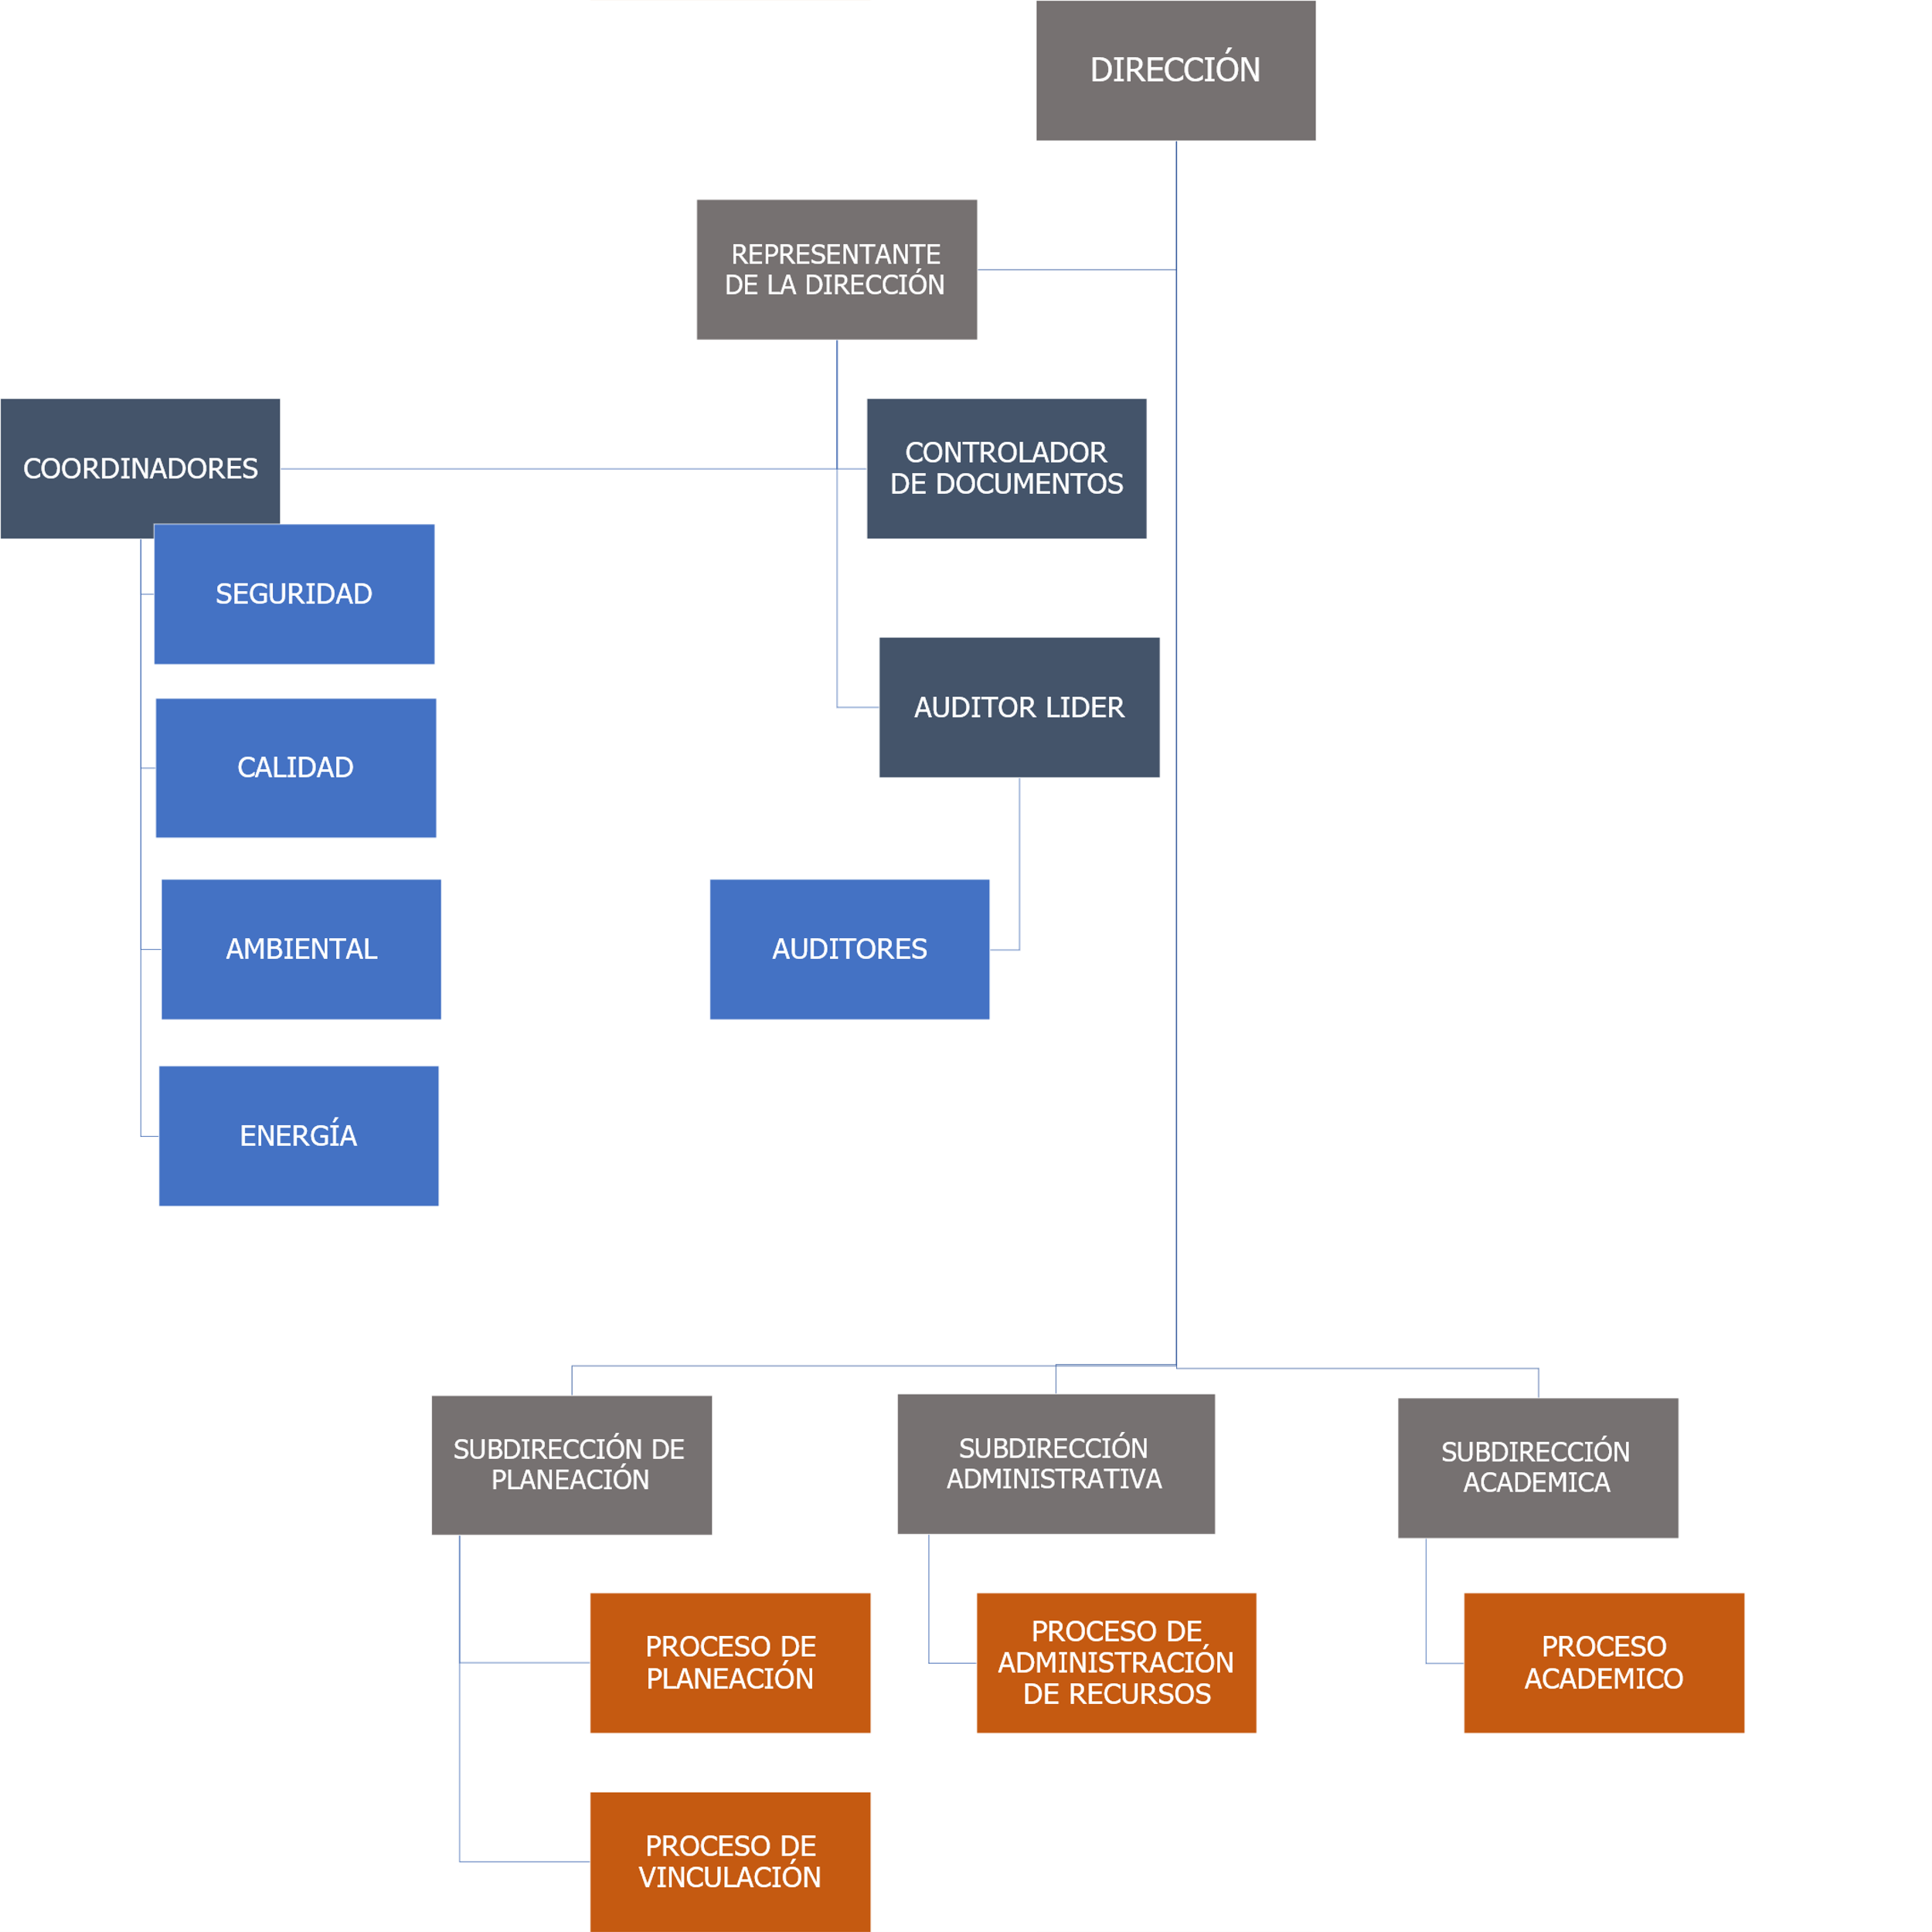 DIRECCIÓN
REPRESENTANTE
DE LA DIRECCIÓN
COORDINADORES
CONTROLADOR
DE DOCUMENTOS
SEGURIDAD
CALIDAD
AMBIENTAL
ENERGÍA
AUDITOR LIDER
AUDITORES
SUBDIRECCIÓN DE
PLANEACIÓN
PROCESO DE
PLANEACIÓN
PROCESO DE
VINCULACIÓN
SUBDIRECCIÓN
ADMINISTRATIVA
PROCESO DE
ADMINISTRACIÓN
DE RECURSOS
SUBDIRECCIÓN
ACADEMICA
PROCESO
ACADEMICO